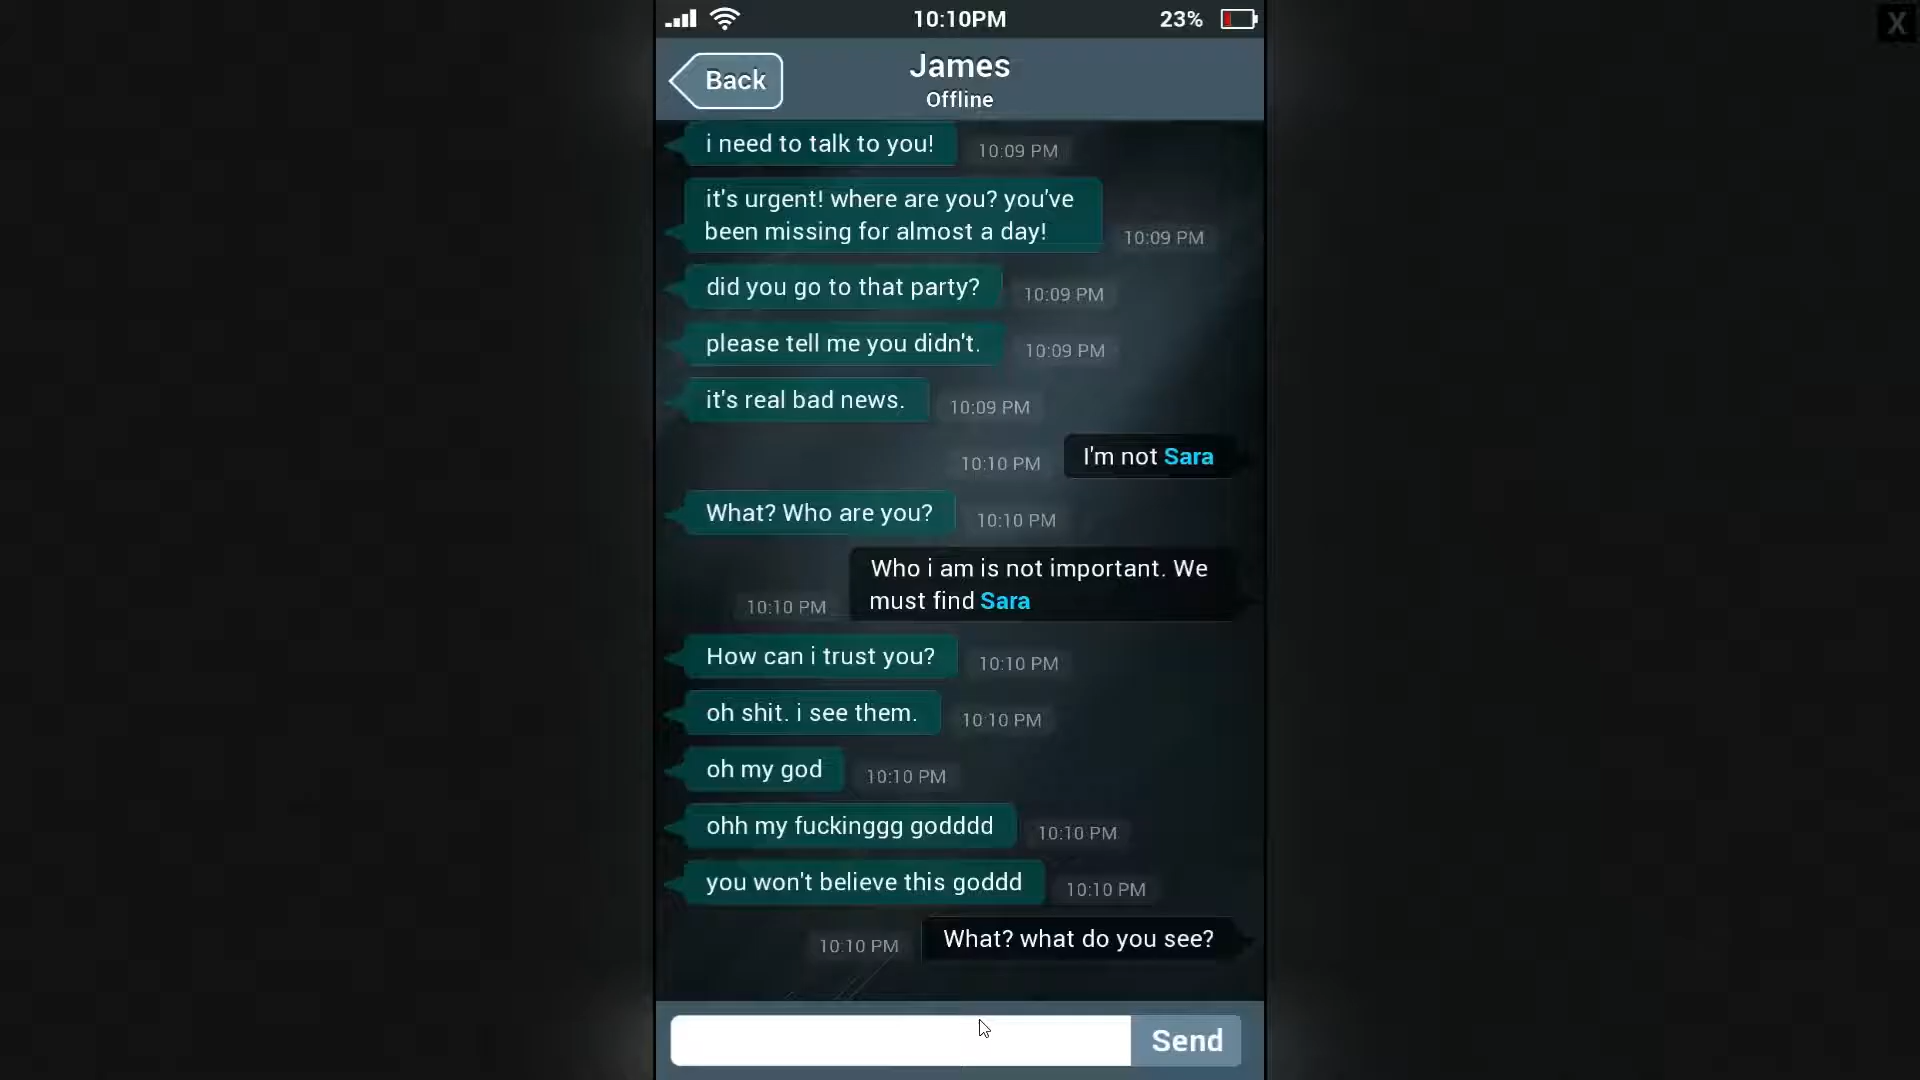 10:10PM 23%
X
Back
James
Offline
i need to talk to you! 10:09 PM
it's urgent! where are you? you've
been missing for almost a day!
10:09 PM
did you go to that party? 10:09 PM
please tell me you didn't. 10:09 PM
it's real bad news. 10:09 PM
10:10 PM I'm not Sara
What? Who are you? 10:10 PM
Who i am is not important. We
must find Sara
10:10 PM
How can i trust you? 10:10 PM
oh shit. i see them. 10:10 PM
oh my god 10:10 PM
ohh my fuckinggg godddd 10:10 PM
you won't believe this goddd 10:10 PM
10:10 PM What? what do you see?
Send